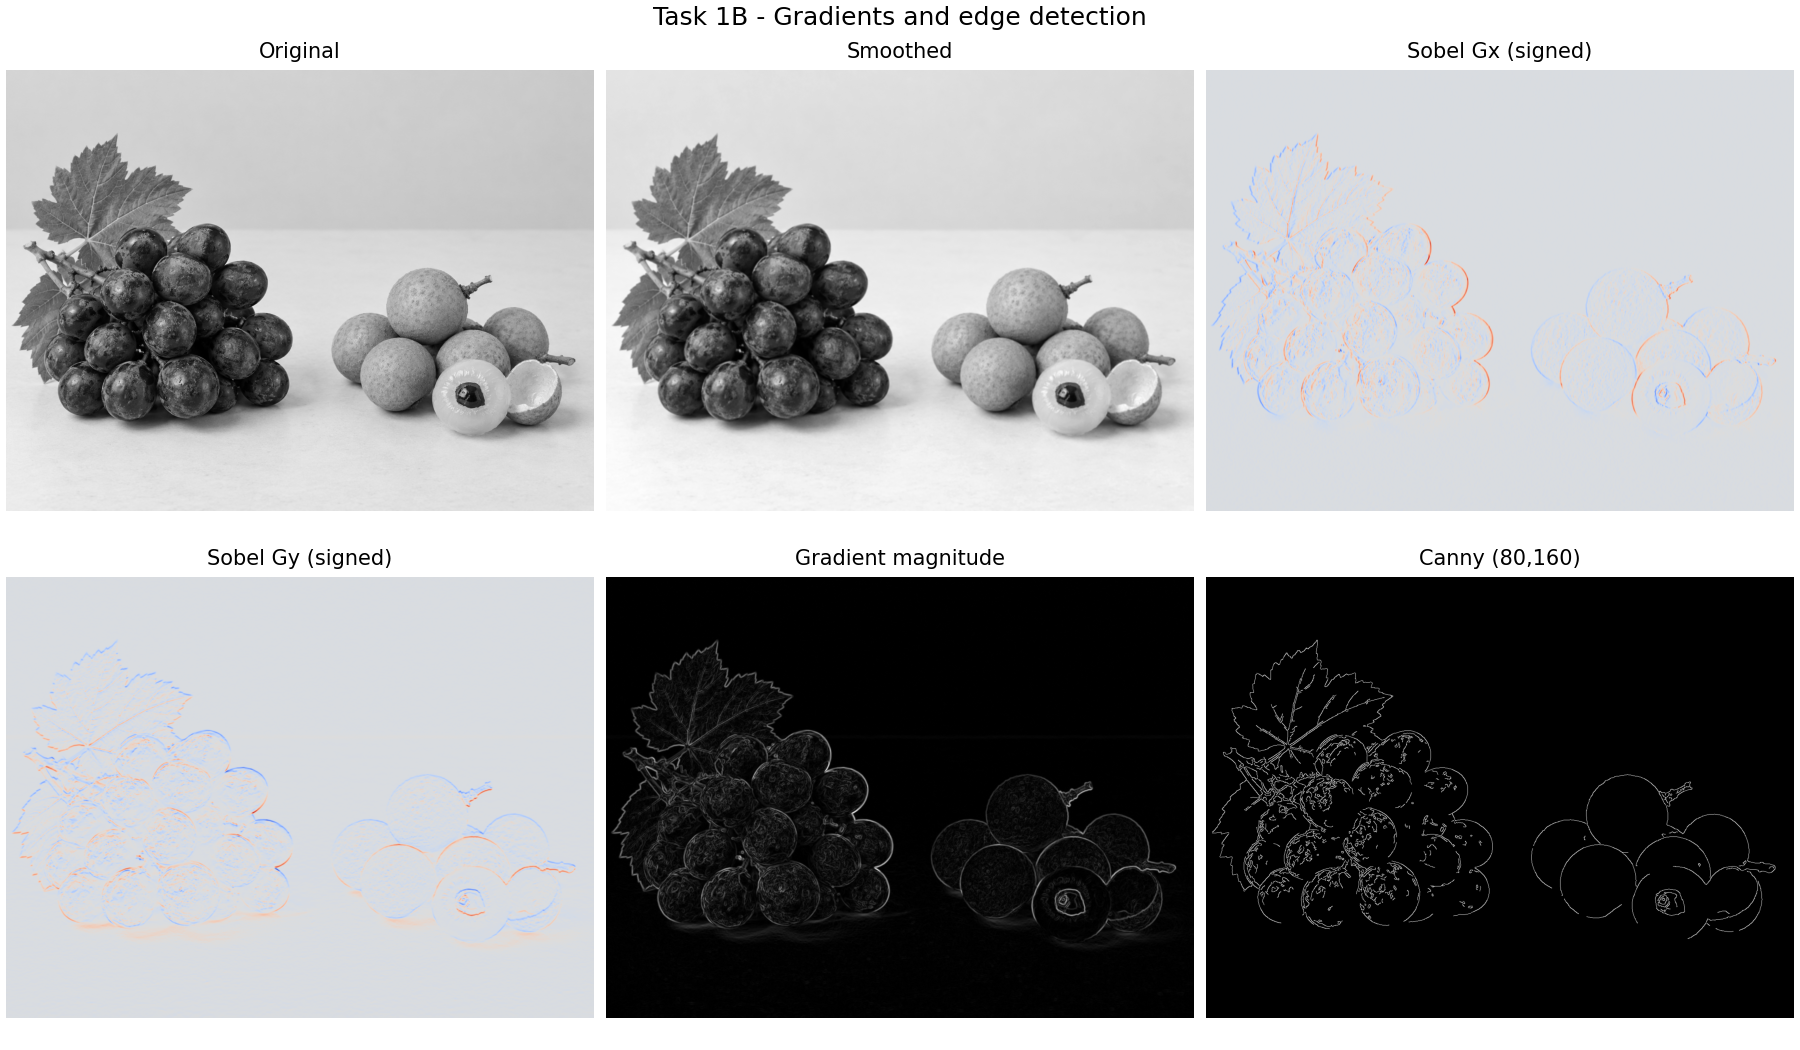 Task 1B - Gradients and edge detection
Original
Smoothed
Sobel Gx (signed)
Sobel Gy (signed)
Gradient magnitude
Canny (80,160)